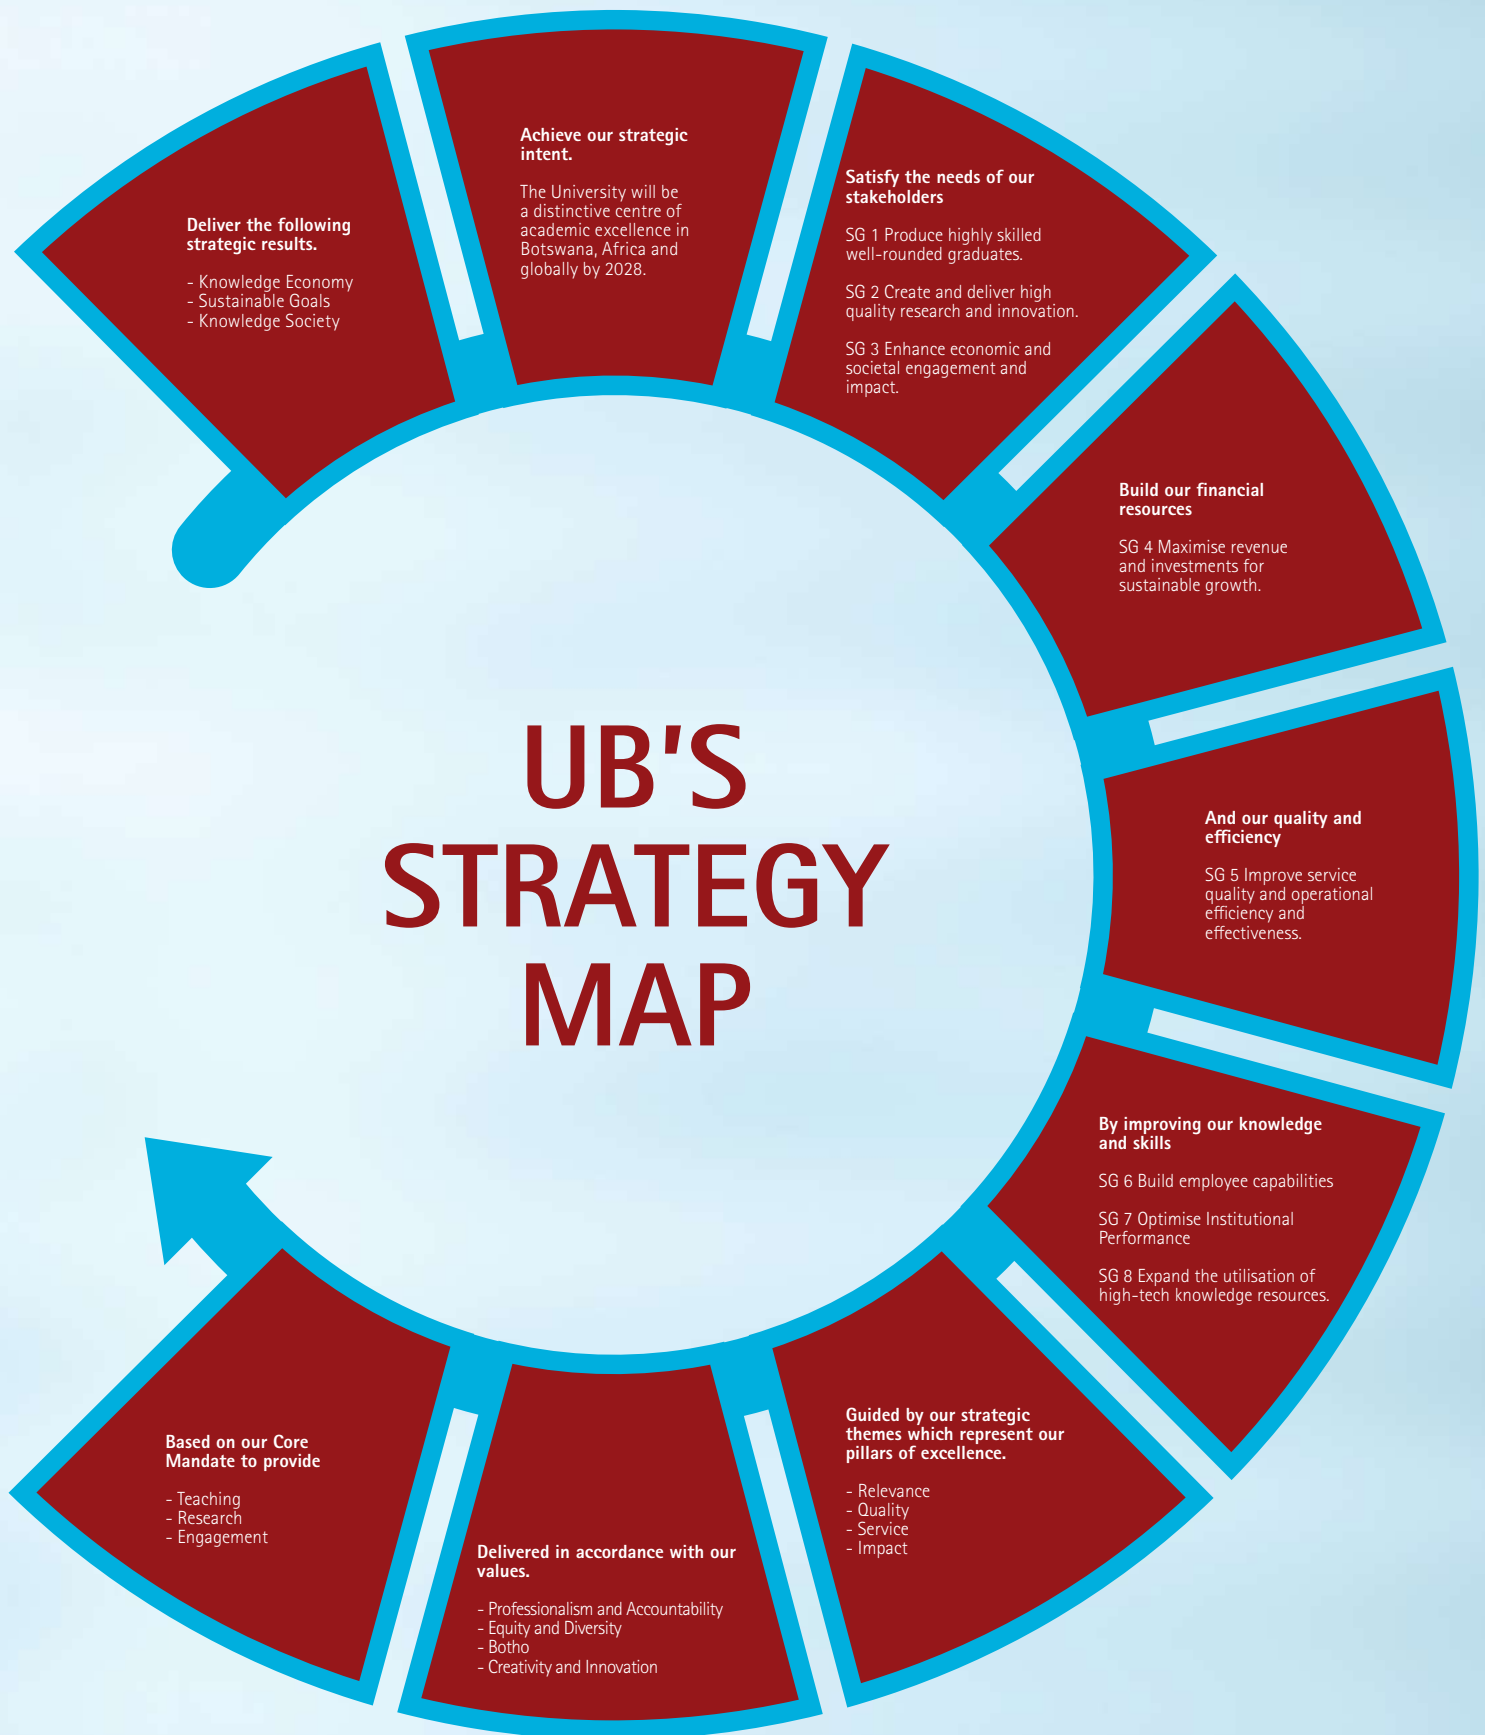 Deliver the following
strategic results.
- Knowledge Economy
- Sustainable Goals
- Knowledge Society
Achieve our strategic
intent.
The University will be
a distinctive centre of
academic excellence in
Botswana, Africa and
globally by 2028.
Satisfy the needs of our
stakeholders
SG 1 Produce highly skilled
well-rounded graduates.
SG 2 Create and deliver high
quality research and innovation.
SG 3 Enhance economic and
societal engagement and
impact.
Build our financial
resources
SG 4 Maximise revenue
and investments for
sustainable growth.
And our quality and
efficiency
SG 5 Improve service
quality and operational
efficiency and
effectiveness.
By improving our knowledge
and skills
SG 6 Build employee capabilities
SG 7 Optimise Institutional
Performance
SG 8 Expand the utilisation of
high-tech knowledge resources.
Guided by our strategic
themes which represent our
pillars of excellence.
- Relevance
- Quality
- Service
- Impact
Delivered in accordance with our
values.
- Professionalism and Accountability
- Equity and Diversity
- Botho
- Creativity and Innovation
Based on our Core
Mandate to provide
- Teaching
- Research
- Engagement
UB'S
STRATEGY
MAP